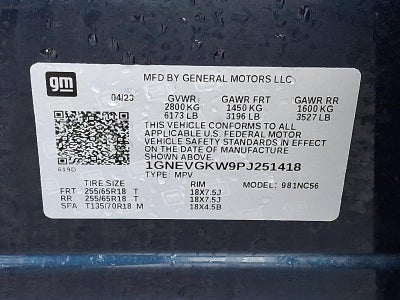 gm
MFD BY GENERAL MOTORS LLC
04/23 GVWR GAWR FRT GAWR RR
2800 KG 1450 KG 1600 KG
6173 LB 3196 LB 3527 LB
THIS VEHICLE CONFORMS TO ALL
APPLICABLE U.S. FEDERAL MOTOR
VEHICLE SAFETY STANDARDS IN EFFECT
ON THE DATE OF MANUFACTURE
1GNEVGKW9PJ251418
619D TYPE: MPV
TIRE SIZE RIM MODEL: 981NC56
FRT 255/65R18 T 18X7.5J
RR 255/65R18 T 18X7.5J
SPA T135/70R18 M 18X4.5B